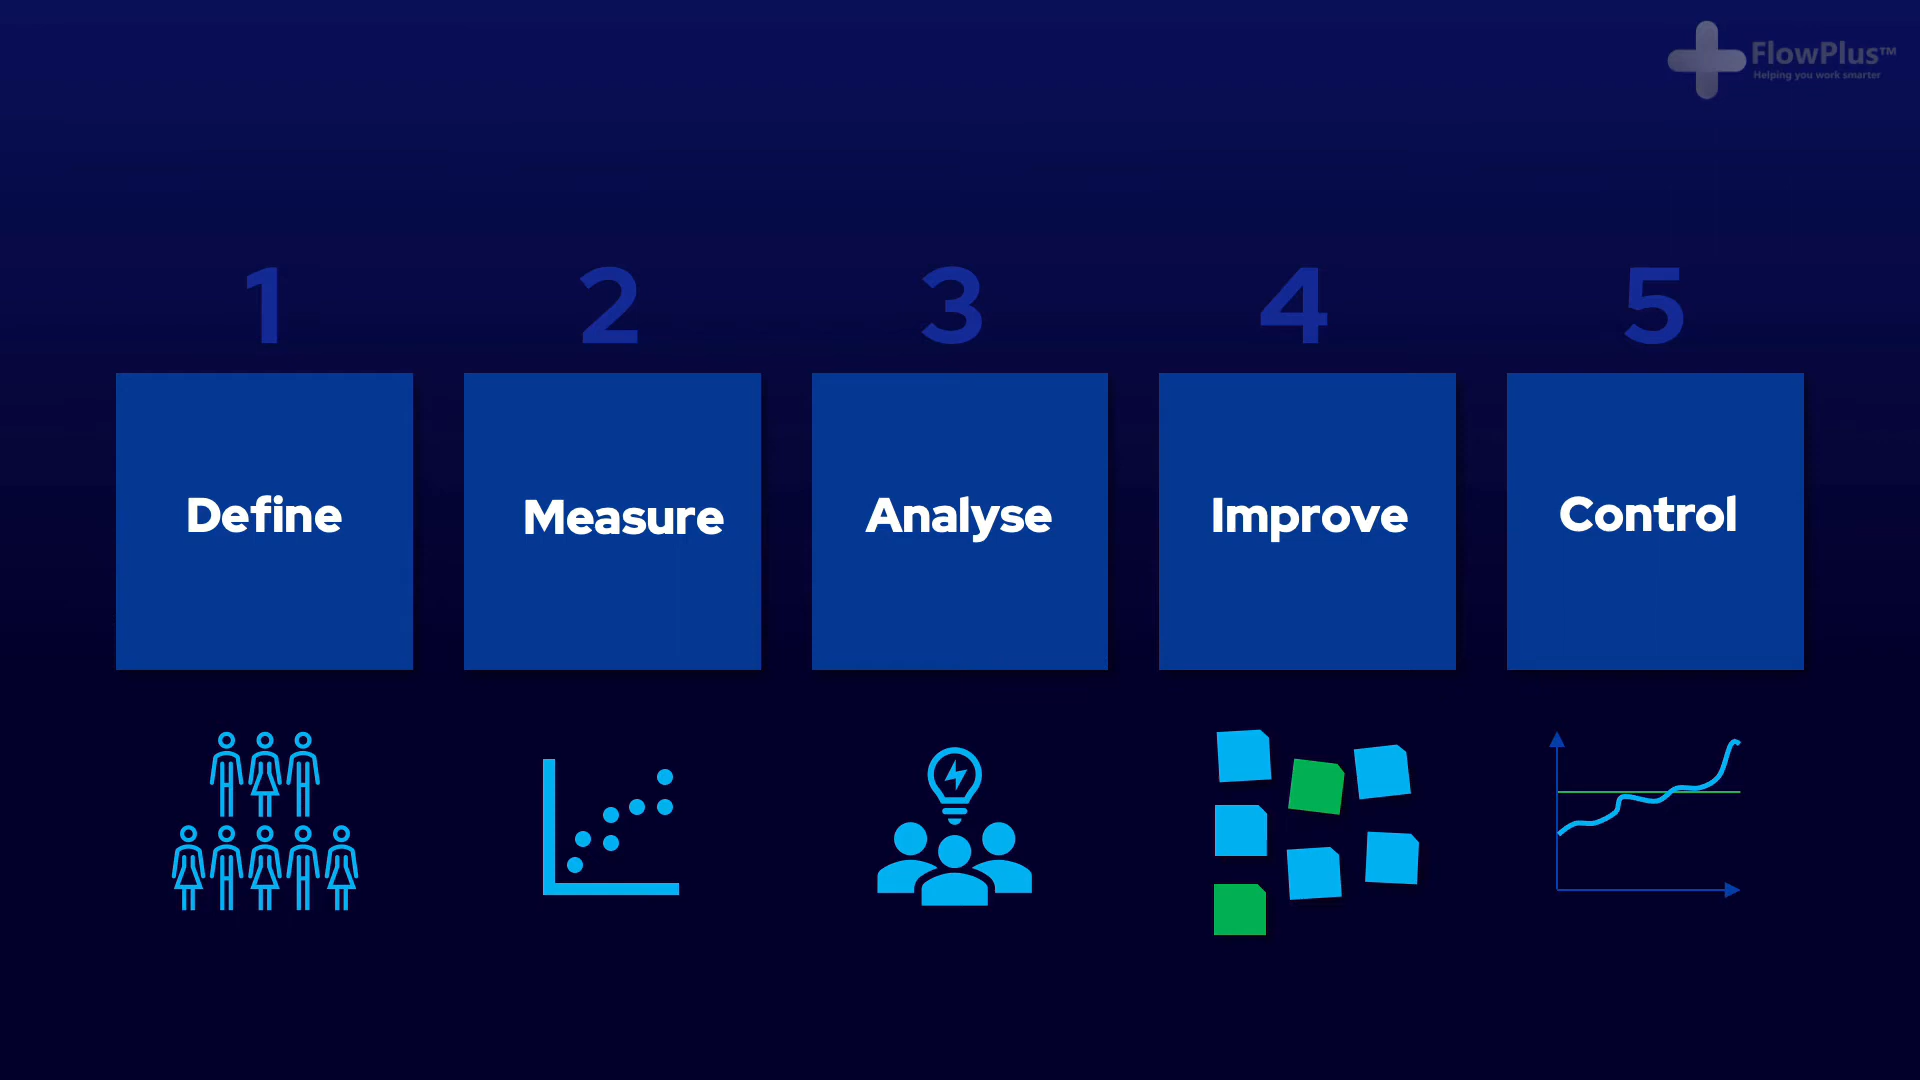 FlowPlus™
Helping you work smarter
1 2 3 4 5
Define Measure Analyse Improve Control